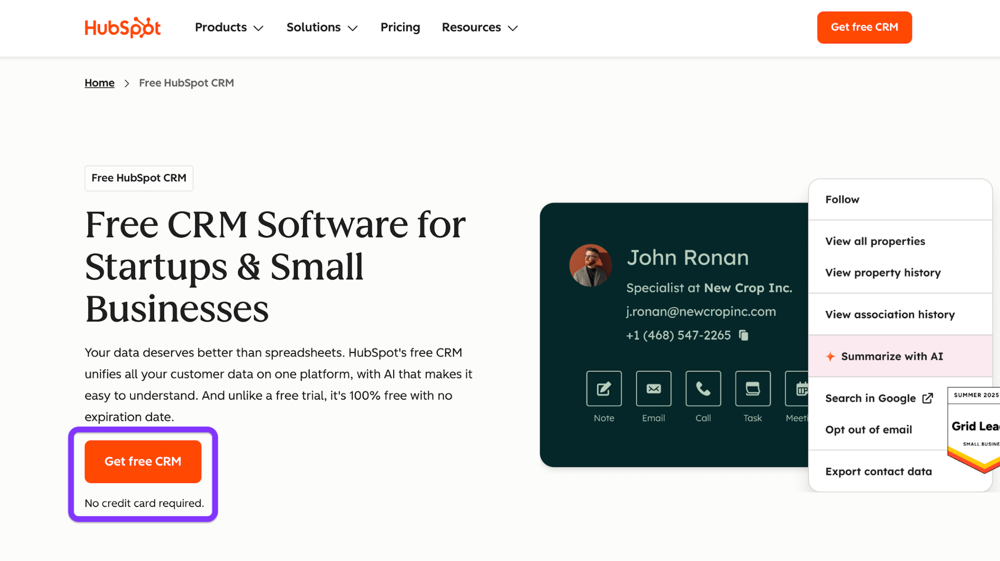 HubSpot
Products
Solutions
Pricing
Resources
Get free CRM
Home > Free HubSpot CRM
Free HubSpot CRM
Free CRM Software for
Startups & Small
Businesses
Your data deserves better than spreadsheets. HubSpot's free CRM
unifies all your customer data on one platform, with AI that makes it
easy to understand. And unlike a free trial, it's 100% free with no
expiration date.
Get free CRM
No credit card required.
John Ronan
Specialist at New Crop Inc.
j.ronan@newcropinc.com
+1 (468) 547-2265
Note
Email
Call
Task
Meeti
Follow
View all properties
View property history
View association history
Summarize with AI
Search in Google
Opt out of email
Export contact data
SUMMER 2025
Grid Lea
SMALL BUSINE